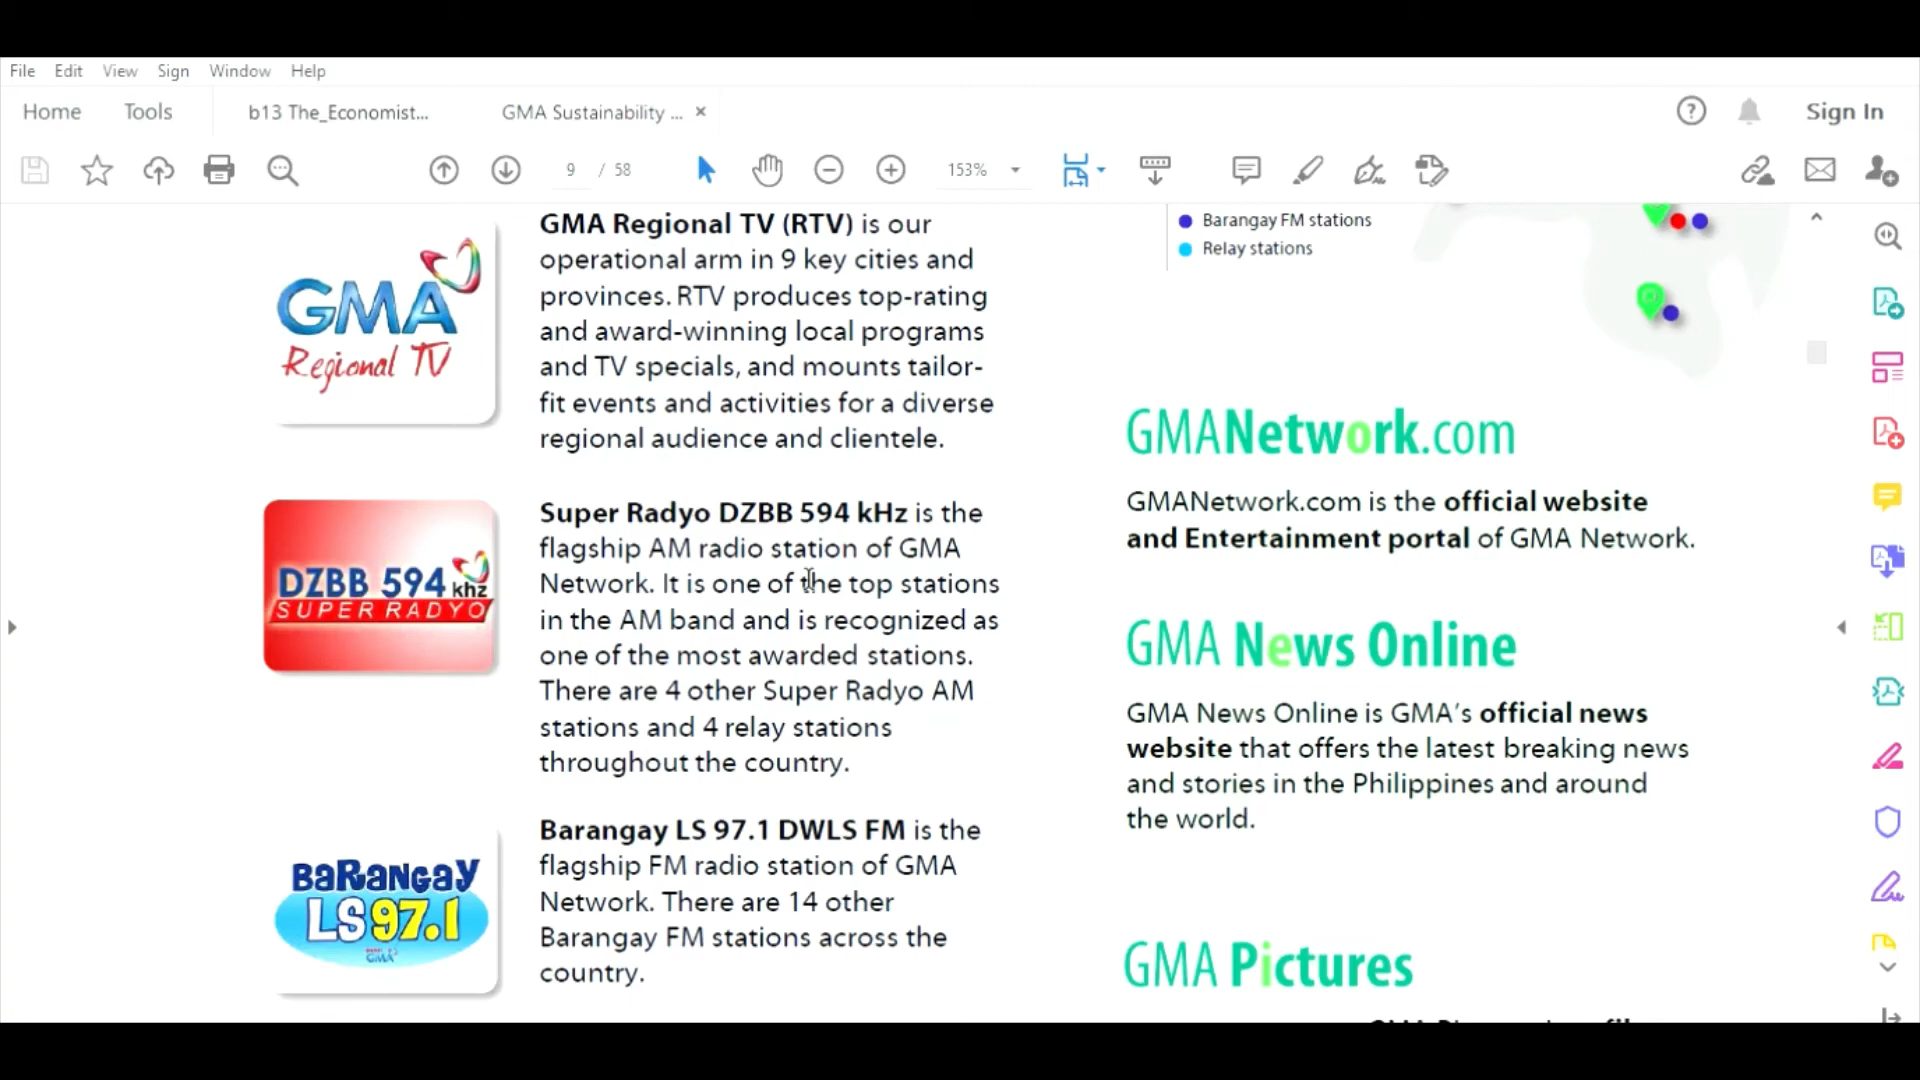 File Edit View Sign Window Help
Home Tools b13 The_Economist... GMA Sustainability ... × Sign In
9 / 58 153%
GMA
Regional TV
GMA Regional TV (RTV) is our
operational arm in 9 key cities and
provinces. RTV produces top-rating
and award-winning local programs
and TV specials, and mounts tailor-
fit events and activities for a diverse
regional audience and clientele.
DZBB 594 khz
SUPER RADYO
Super Radyo DZBB 594 kHz is the
flagship AM radio station of GMA
Network. It is one of the top stations
in the AM band and is recognized as
one of the most awarded stations.
There are 4 other Super Radyo AM
stations and 4 relay stations
throughout the country.
BaRaNGay
LS 97.1
GMA
Barangay LS 97.1 DWLS FM is the
flagship FM radio station of GMA
Network. There are 14 other
Barangay FM stations across the
country.
Barangay FM stations
Relay stations
GMANetwork.com
GMANetwork.com is the official website
and Entertainment portal of GMA Network.
GMA News Online
GMA News Online is GMA's official news
website that offers the latest breaking news
and stories in the Philippines and around
the world.
GMA Pictures